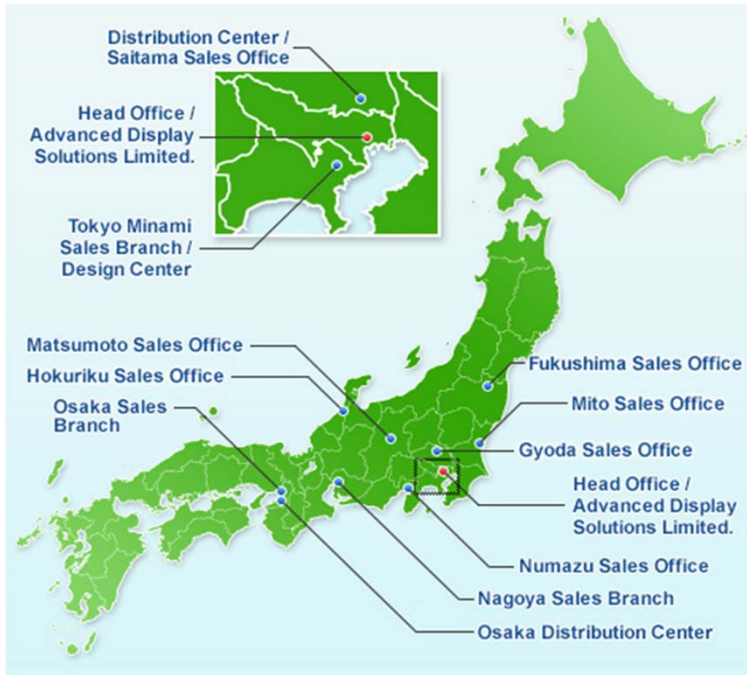 Distribution Center /
Saitama Sales Office
Head Office /
Advanced Display
Solutions Limited.
Tokyo Minami
Sales Branch /
Design Center
Matsumoto Sales Office
Hokuriku Sales Office
Osaka Sales
Branch
Fukushima Sales Office
Mito Sales Office
Gyoda Sales Office
Head Office /
Advanced Display
Solutions Limited.
Numazu Sales Office
Nagoya Sales Branch
Osaka Distribution Center